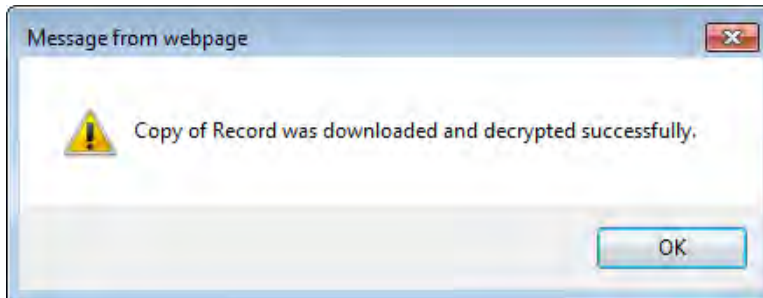 Message from webpage
Copy of Record was downloaded and decrypted successfully.
OK